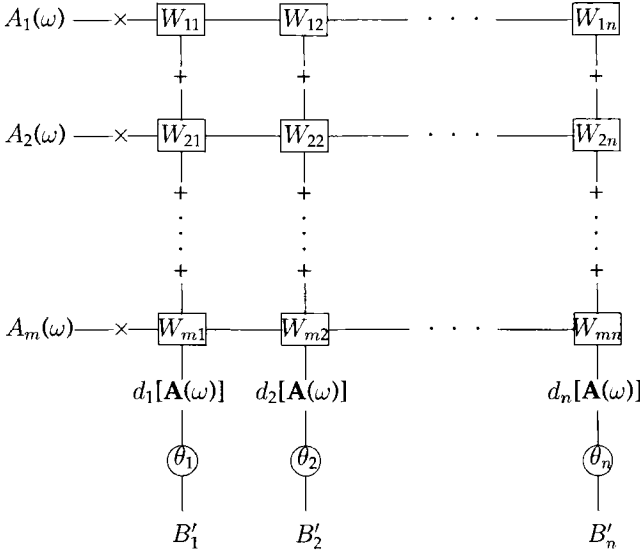 A₁(ω) × W₁₁ W₁₂ · · · W₁ₙ
+ + +
A₂(ω) × W₂₁ W₂₂ · · · W₂ₙ
+ + +
· · ·
· · ·
· · ·
+ + +
Aₘ(ω) × Wₘ₁ Wₘ₂ · · · Wₘₙ
d₁[𝐀(ω)] d₂[𝐀(ω)] dₙ[𝐀(ω)]
θ₁ θ₂ θₙ
B′₁ B′₂ B′ₙ